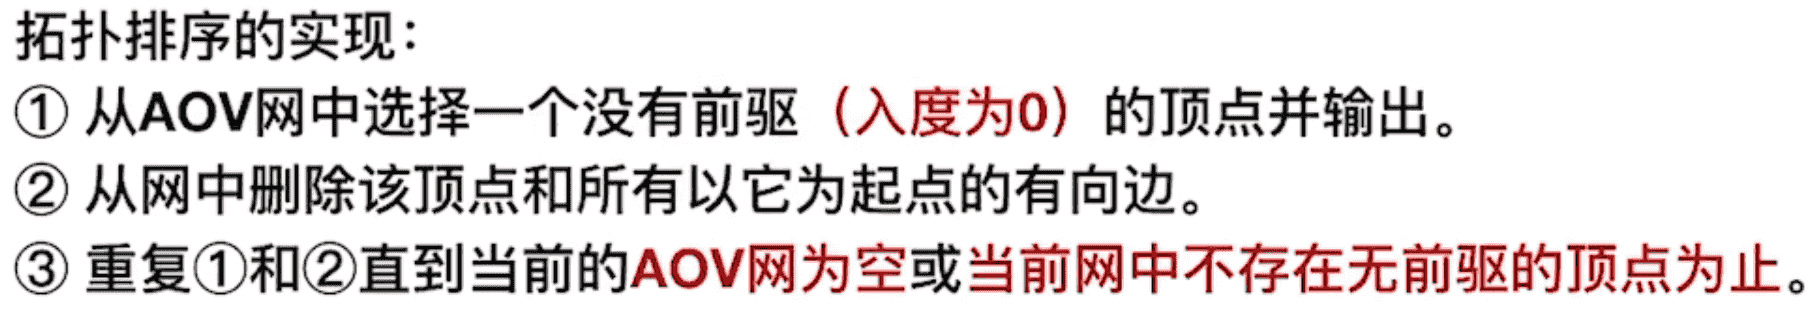 拓扑排序的实现：
① 从AOV网中选择一个没有前驱（入度为0）的顶点并输出。
② 从网中删除该顶点和所有以它为起点的有向边。
③ 重复①和②直到当前的AOV网为空或当前网中不存在无前驱的顶点为止。